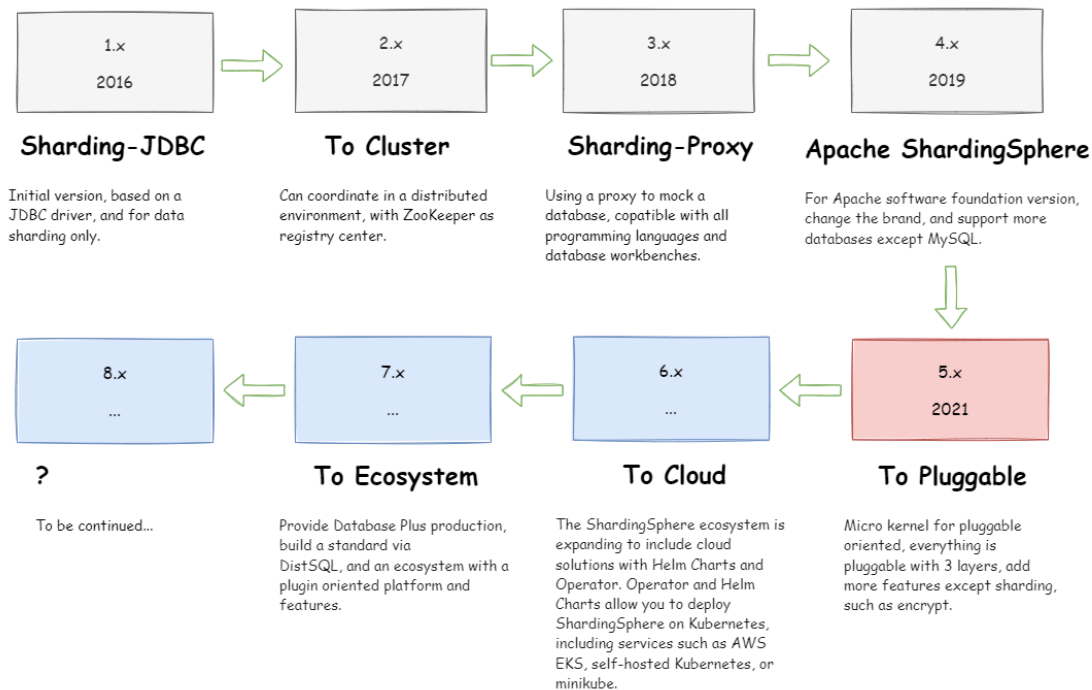 1.x
2016
Sharding-JDBC
Initial version, based on a
JDBC driver, and for data
sharding only.
2.x
2017
To Cluster
Can coordinate in a distributed
environment, with ZooKeeper as
registry center.
3.x
2018
Sharding-Proxy
Using a proxy to mock a
database, copatible with all
programming languages and
database workbenches.
4.x
2019
Apache ShardingSphere
For Apache software foundation version,
change the brand, and support more
databases except MySQL.
5.x
2021
To Pluggable
Micro kernel for pluggable
oriented, everything is
pluggable with 3 layers, add
more features except sharding,
such as encrypt.
6.x
...
To Cloud
The ShardingSphere ecosystem is
expanding to include cloud
solutions with Helm Charts and
Operator. Operator and Helm
Charts allow you to deploy
ShardingSphere on Kubernetes,
including services such as AWS
EKS, self-hosted Kubernetes, or
minikube.
7.x
...
To Ecosystem
Provide Database Plus production,
build a standard via
DistSQL, and an ecosystem with a
plugin oriented platform and
features.
8.x
...
?
To be continued...